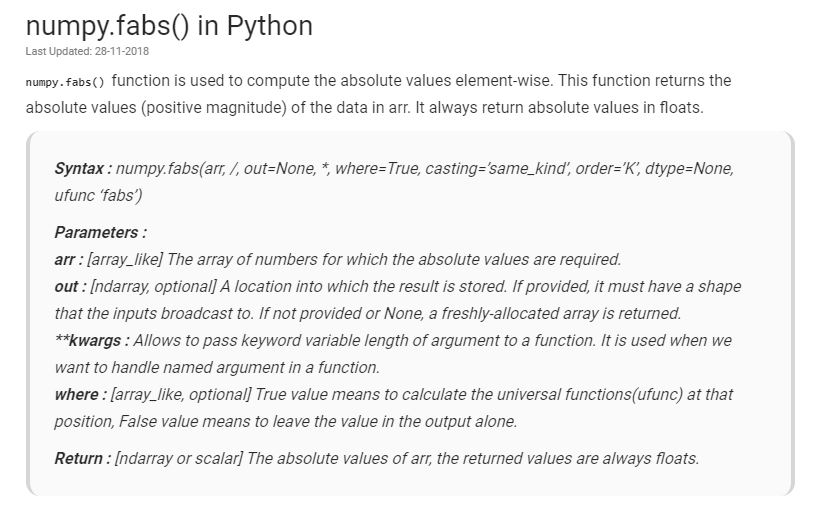 numpy.fabs() in Python
Last Updated: 28-11-2018
numpy.fabs() function is used to compute the absolute values element-wise. This function returns the
absolute values (positive magnitude) of the data in arr. It always return absolute values in floats.
Syntax : numpy.fabs(arr, /, out=None, *, where=True, casting=’same_kind’, order=’K’, dtype=None,
ufunc ‘fabs’)
Parameters :
arr : [array_like] The array of numbers for which the absolute values are required.
out : [ndarray, optional] A location into which the result is stored. If provided, it must have a shape
that the inputs broadcast to. If not provided or None, a freshly-allocated array is returned.
**kwargs : Allows to pass keyword variable length of argument to a function. It is used when we
want to handle named argument in a function.
where : [array_like, optional] True value means to calculate the universal functions(ufunc) at that
position, False value means to leave the value in the output alone.
Return : [ndarray or scalar] The absolute values of arr, the returned values are always floats.